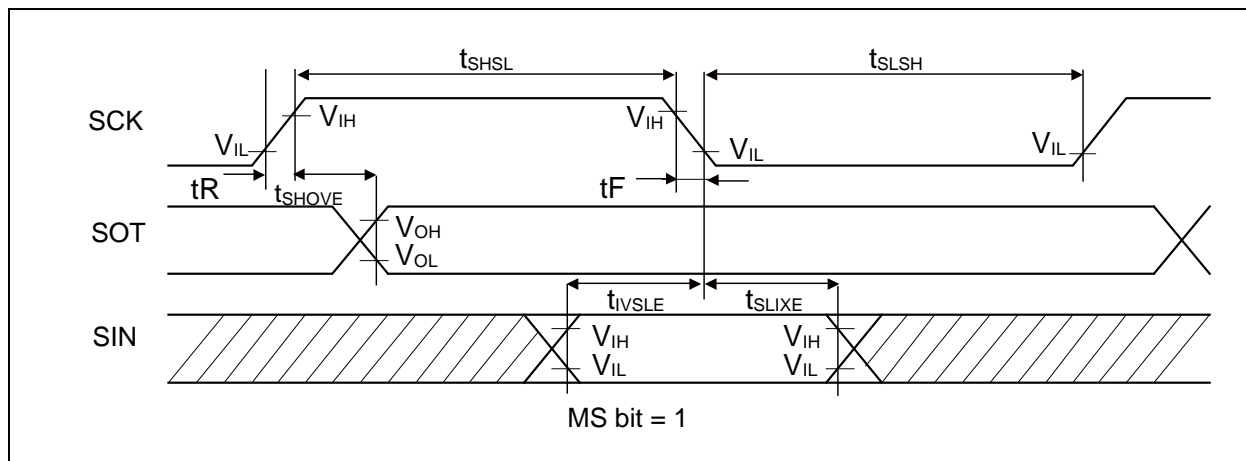 tSHSL
tSLSH
SCK
VIH
VIH
VIL
VIL
VIL
tR
tSHOVE
tF
SOT
VOH
VOL
tIVSLE
tSLIXE
SIN
VIH
VIH
VIL
VIL
MS bit = 1